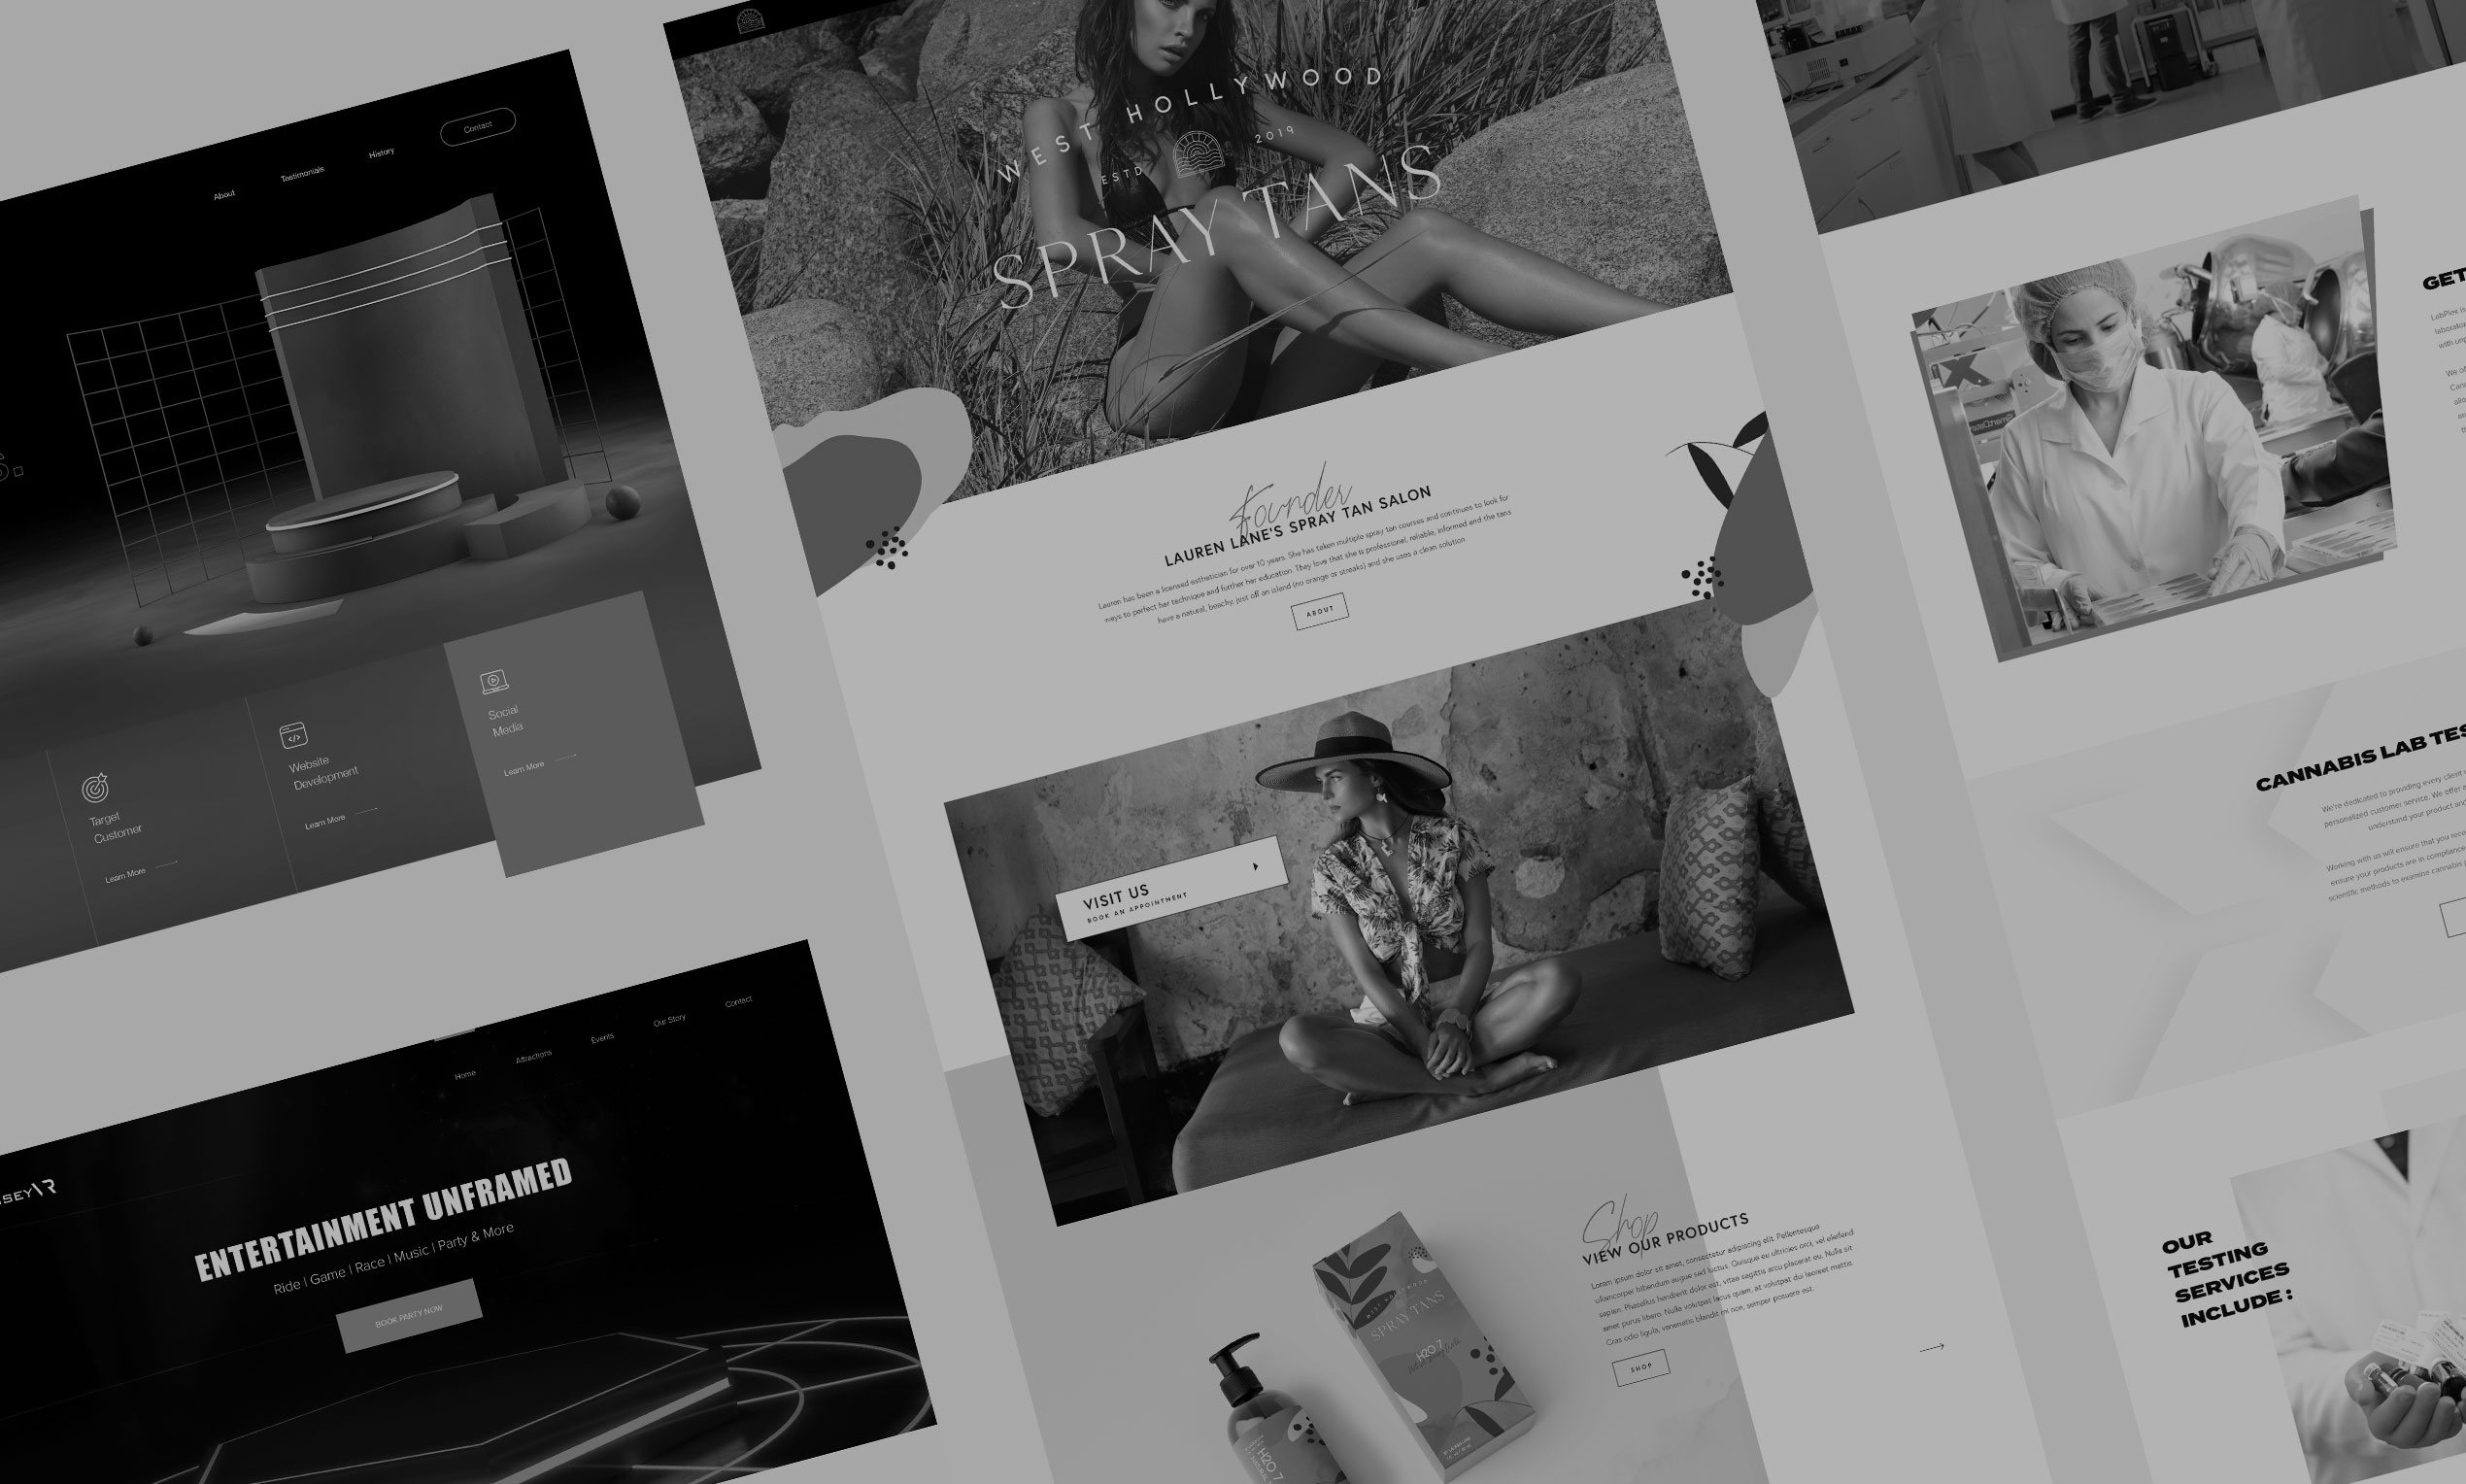 About
Testimonials
History
Contact
Target
Customer
Learn More
Website
Development
Learn More
Social
Media
Learn More
Home
Attractions
Events
Our Story
Contact
ENTERTAINMENT UNFRAMED
Ride | Game | Race | Music | Party & More
BOOK PARTY NOW
WEST HOLLYWOOD
ESTD 2019
SPRAY TANS
Founder
LAUREN LANE'S SPRAY TAN SALON
Lauren has been a licensed esthetician for over 10 years. She has taken multiple spray tan courses and continues to look for
ways to perfect her technique and further her education. They love that she is professional, reliable, informed and the tans
have a natural, beachy, just off an island (no orange or streaks) and she uses a clean solution.
ABOUT
VISIT US
BOOK AN APPOINTMENT
SPRAY TANS
H2O 7
H2O 7
Shop
VIEW OUR PRODUCTS
Lorem ipsum dolor sit amet, consectetur adipiscing elit. Pellentesque
ullamcorper bibendum augue sed luctus. Quisque eu ultricies orci, vel eleifend
sapien. Phasellus hendrerit dolor est, vitae sagittis arcu placerat eu. Nulla sit
amet purus libero. Nulla volutpat lacus quam, at volutpat dui laoreet mattis.
Cras odio ligula, venenatis blandit mi non, semper posuere est.
SHOP
GET
LabPlex is
laborator
with unp
We of
CANNABIS LAB TES
We're dedicated to providing every client
personalized customer service. We offer
understand your product and
Working with us will ensure that you rece
ensure your products are in compliance
scientific methods to examine cannabis
OUR
TESTING
SERVICES
INCLUDE :